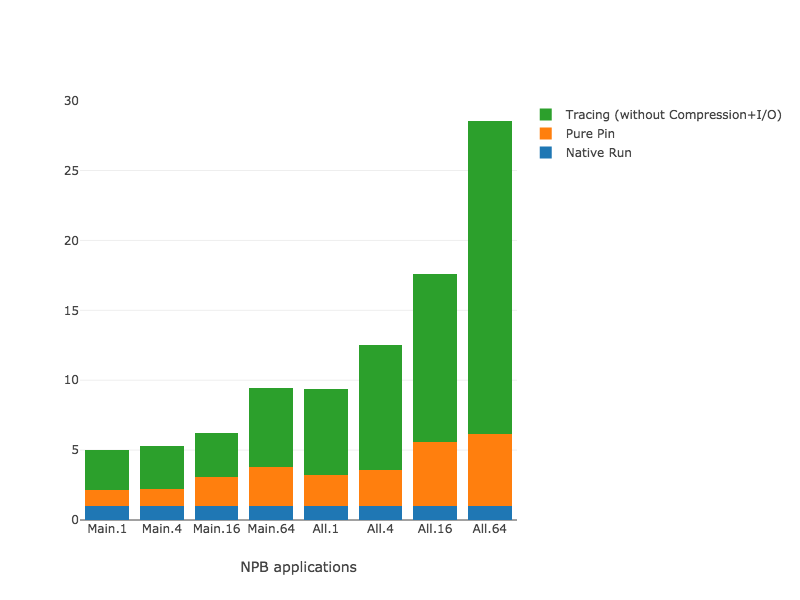 30
25
20
15
10
5
0
Main.1 Main.4 Main.16 Main.64 All.1 All.4 All.16 All.64
NPB applications
Tracing (without Compression+I/O)
Pure Pin
Native Run